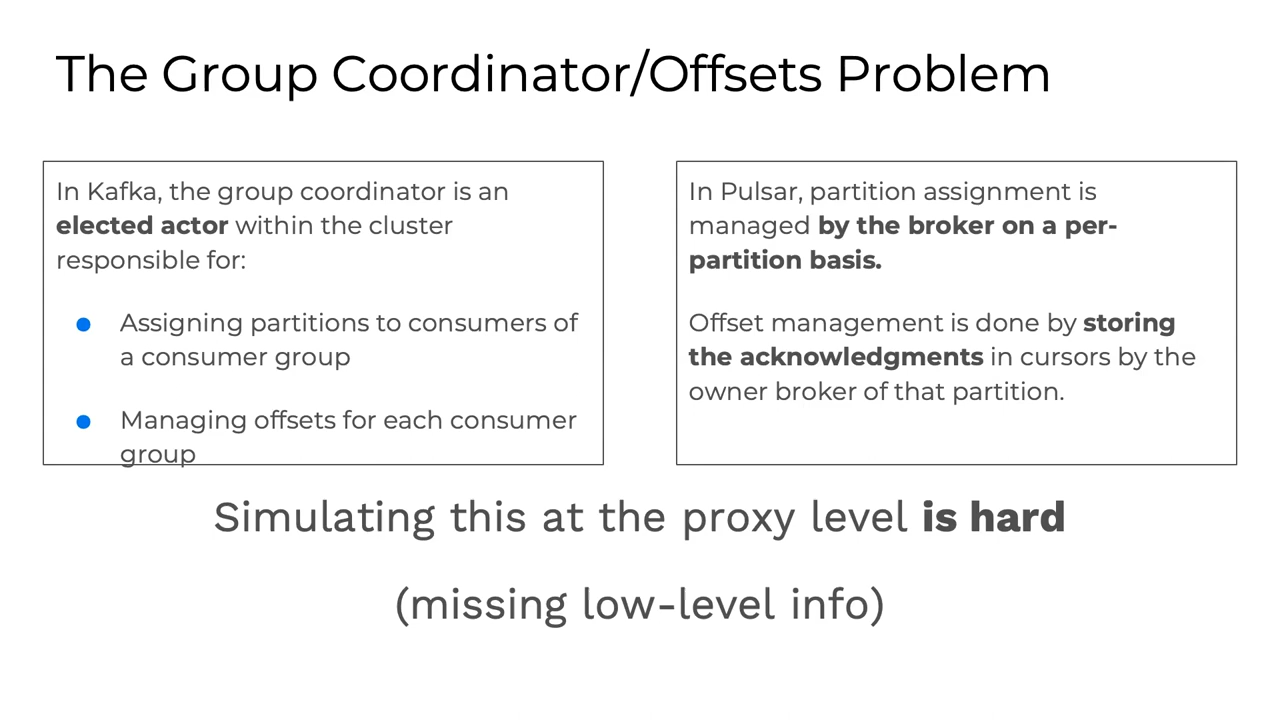 The Group Coordinator/Offsets Problem
In Kafka, the group coordinator is an
elected actor within the cluster
responsible for:
Assigning partitions to consumers of
a consumer group
Managing offsets for each consumer
group
In Pulsar, partition assignment is
managed by the broker on a per-
partition basis.
Offset management is done by storing
the acknowledgments in cursors by the
owner broker of that partition.
Simulating this at the proxy level is hard
(missing low-level info)